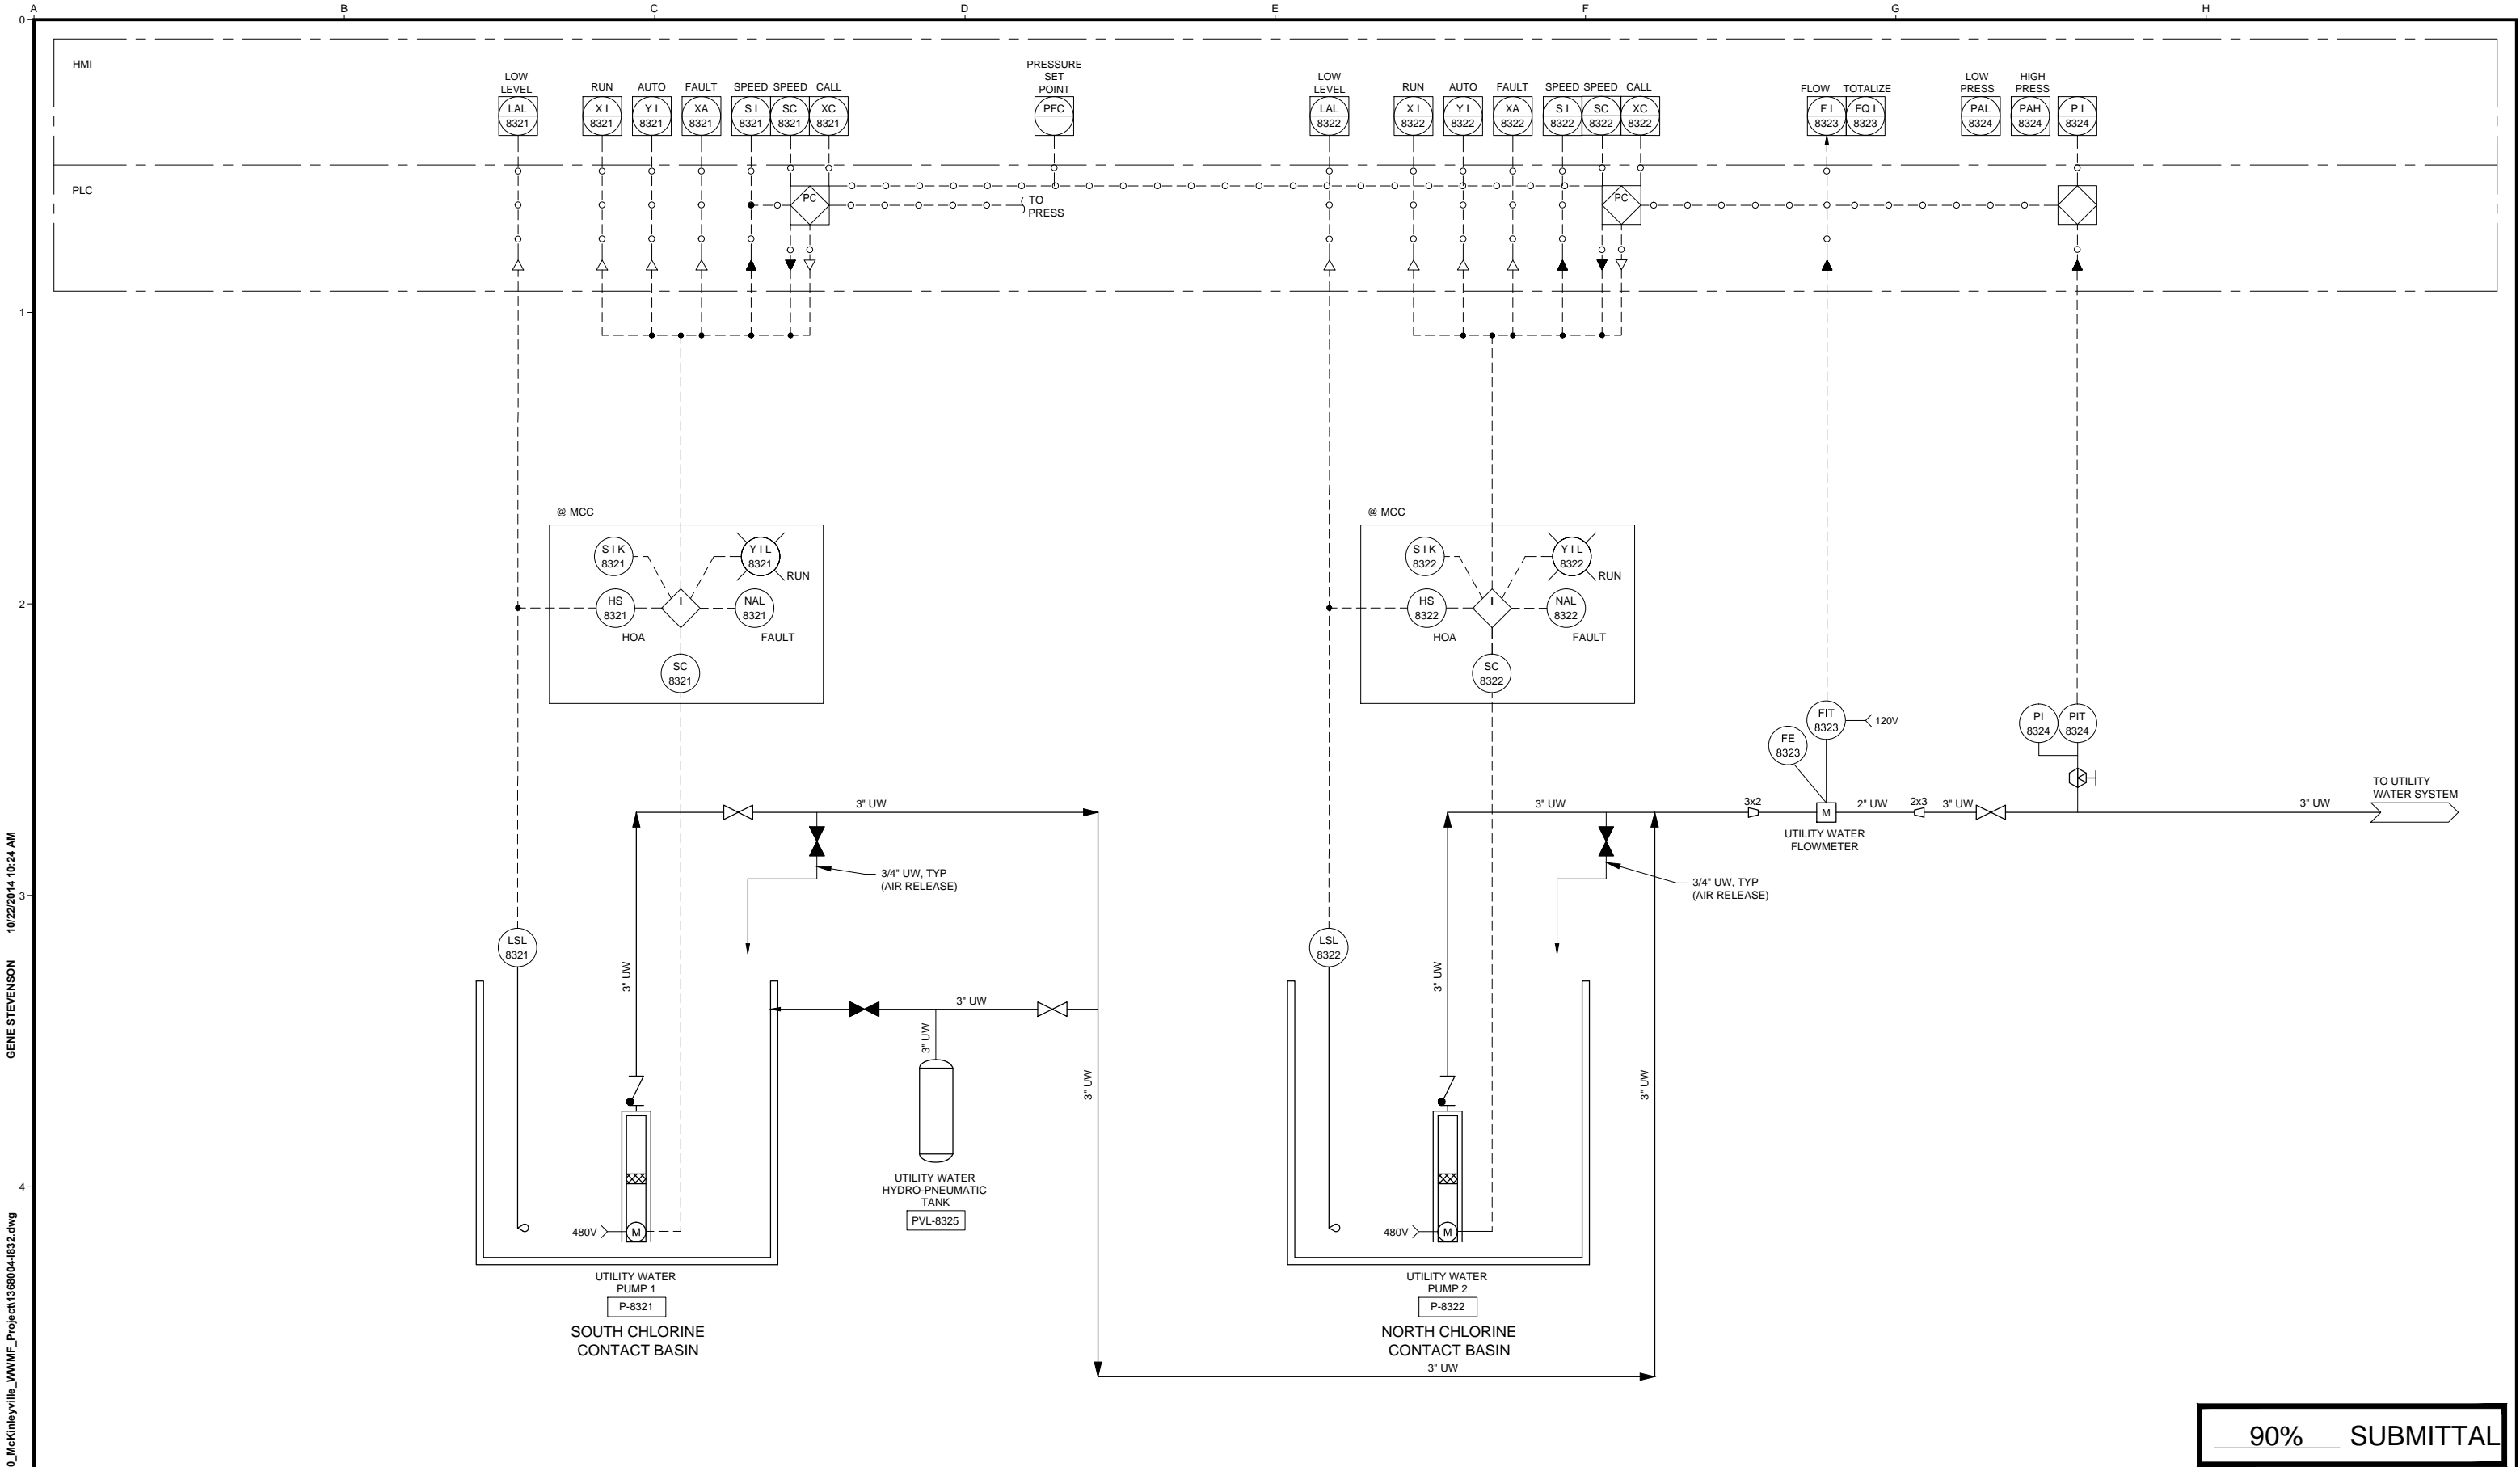 A B C D E F G H
0
HMI
LOW
LEVEL
LAL
8321
RUN
X I
8321
AUTO
Y I
8321
FAULT
XA
8321
SPEED
S I
8321
SPEED
SC
8321
CALL
XC
8321
PRESSURE
SET
POINT
PFC
LOW
LEVEL
LAL
8322
RUN
X I
8322
AUTO
Y I
8322
FAULT
XA
8322
SPEED
S I
8322
SPEED
SC
8322
CALL
XC
8322
FLOW
F I
8323
TOTALIZE
FQ I
8323
LOW
PRESS
PAL
8324
HIGH
PRESS
PAH
8324
P I
8324
PLC
PC
TO
PRESS
PC
1
@ MCC
S I K
8321
Y I L
8321
RUN
HS
8321
HOA
I
NAL
8321
FAULT
SC
8321
@ MCC
S I K
8322
Y I L
8322
RUN
HS
8322
HOA
I
NAL
8322
FAULT
SC
8322
2
FE
8323
FIT
8323
120V
PI
8324
PIT
8324
3" UW
3/4" UW, TYP
(AIR RELEASE)
3" UW
3/4" UW, TYP
(AIR RELEASE)
3x2
M
UTILITY WATER
FLOWMETER
2" UW
2x3
3" UW
3" UW
TO UTILITY
WATER SYSTEM
3
LSL
8321
3" UW
3" UW
3" UW
3" UW
LSL
8322
3" UW
3" UW
4
480V
M
UTILITY WATER
HYDRO-PNEUMATIC
TANK
PVL-8325
480V
M
UTILITY WATER
PUMP 1
P-8321
SOUTH CHLORINE
CONTACT BASIN
UTILITY WATER
PUMP 2
P-8322
NORTH CHLORINE
CONTACT BASIN
3" UW
90% SUBMITTAL
0_McKinleyville_WWMF_Project\1368004-I832.dwg GENE STEVENSON 10/22/2014 10:24 AM